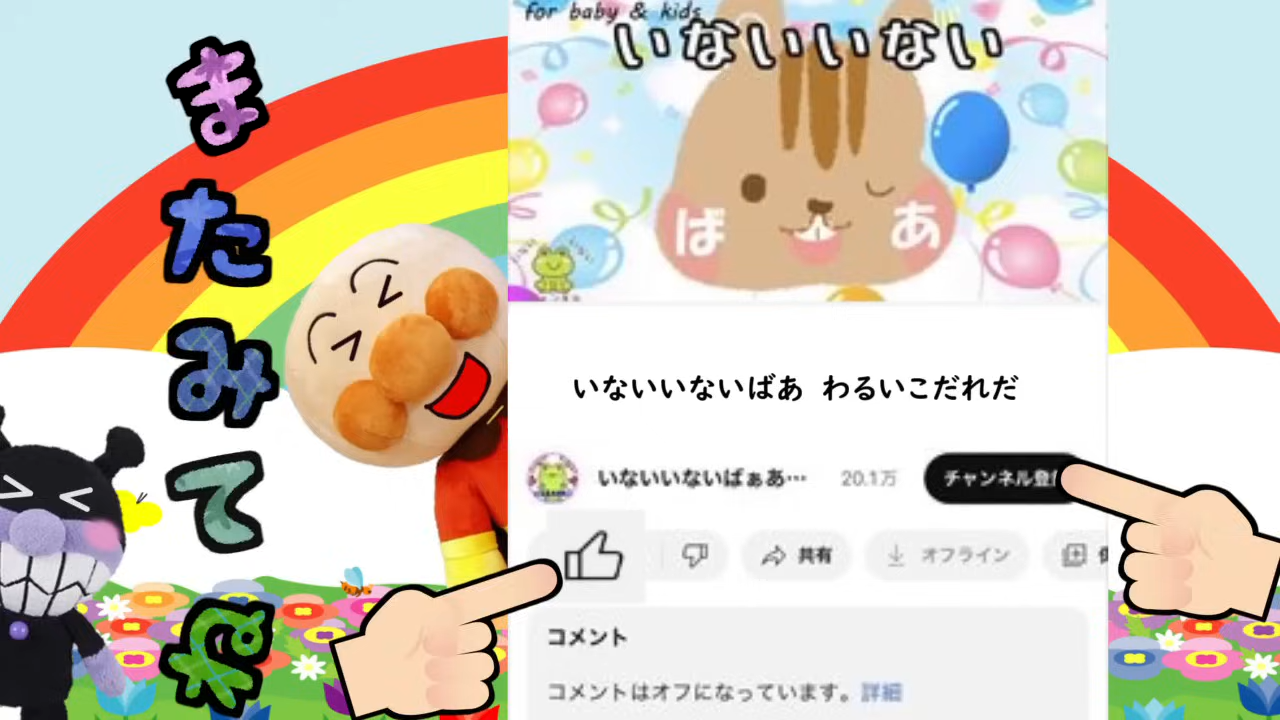 またみてね
for baby & kids
いないいない
ばあ
いないいないばあ わるいこだれだ
いないいないばぁあ… 20.1万 チャンネル登
共有 オフライン
コメント
コメントはオフになっています。詳細